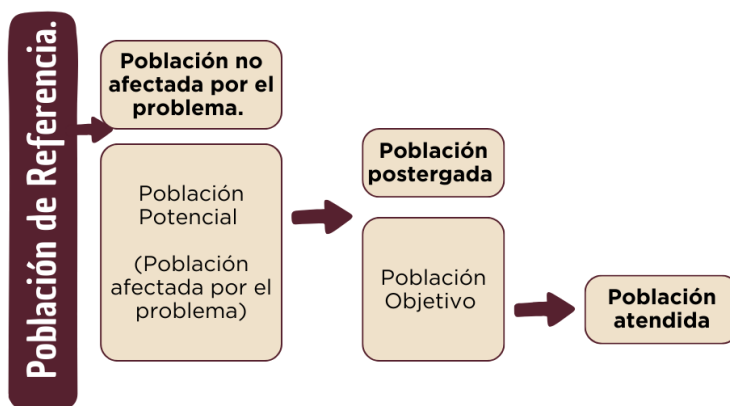 Población de Referencia.
Población no
afectada por el
problema.
Población
Potencial
(Población
afectada por el
problema)
Población
postergada
Población
Objetivo
Población
atendida